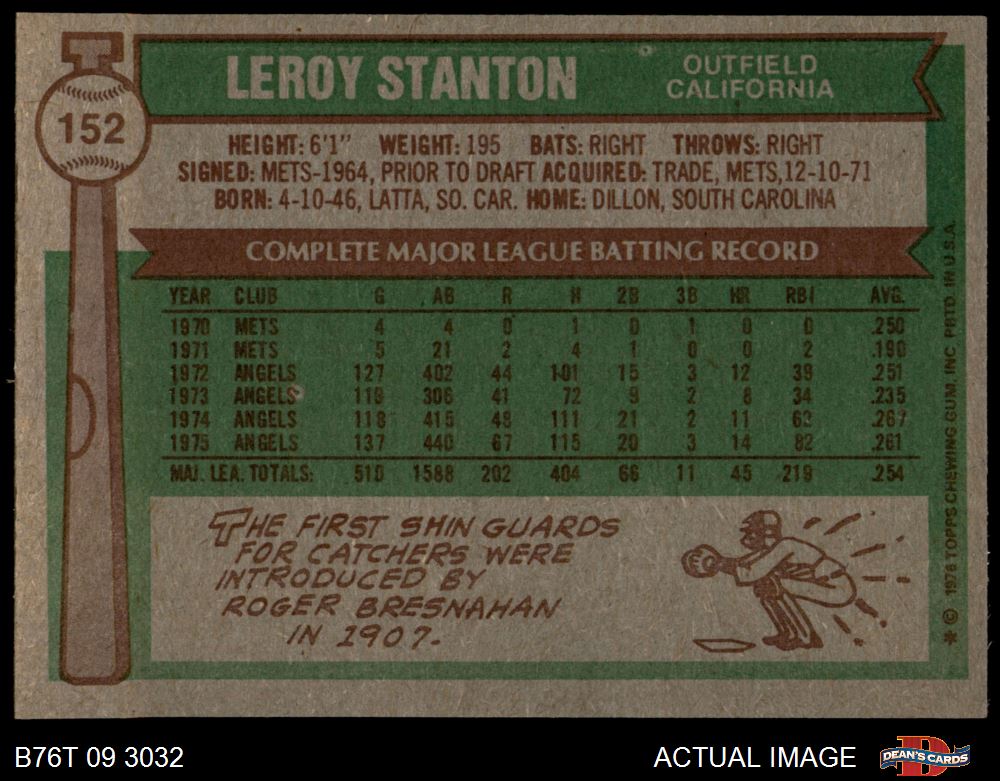 LEROY STANTON
OUTFIELD
CALIFORNIA
152
HEIGHT: 6'1" WEIGHT: 195 BATS: RIGHT THROWS: RIGHT
SIGNED: METS-1964, PRIOR TO DRAFT ACQUIRED: TRADE, METS,12-10-71
BORN: 4-10-46, LATTA, SO. CAR. HOME: DILLON, SOUTH CAROLINA
COMPLETE MAJOR LEAGUE BATTING RECORD
YEAR CLUB G AB R H 2B 3B HR RBI AVG.
1970 METS 4 4 0 1 0 1 0 0 .250
1971 METS 5 21 2 4 1 0 0 2 .190
1972 ANGELS 127 402 44 101 15 3 12 39 .251
1973 ANGELS 119 306 41 72 9 2 8 34 .235
1974 ANGELS 118 415 48 111 21 2 11 63 .267
1975 ANGELS 137 440 67 115 20 3 14 82 .261
MAJ. LEA. TOTALS: 510 1588 202 404 66 11 45 219 .254
THE FIRST SHIN GUARDS
FOR CATCHERS WERE
INTRODUCED BY
ROGER BRESNAHAN
IN 1907.
* © 1976 TOPPS CHEWING GUM, INC. PRTD. IN U.S.A.
B76T 09 3032
ACTUAL IMAGE
DEAN'S CARDS